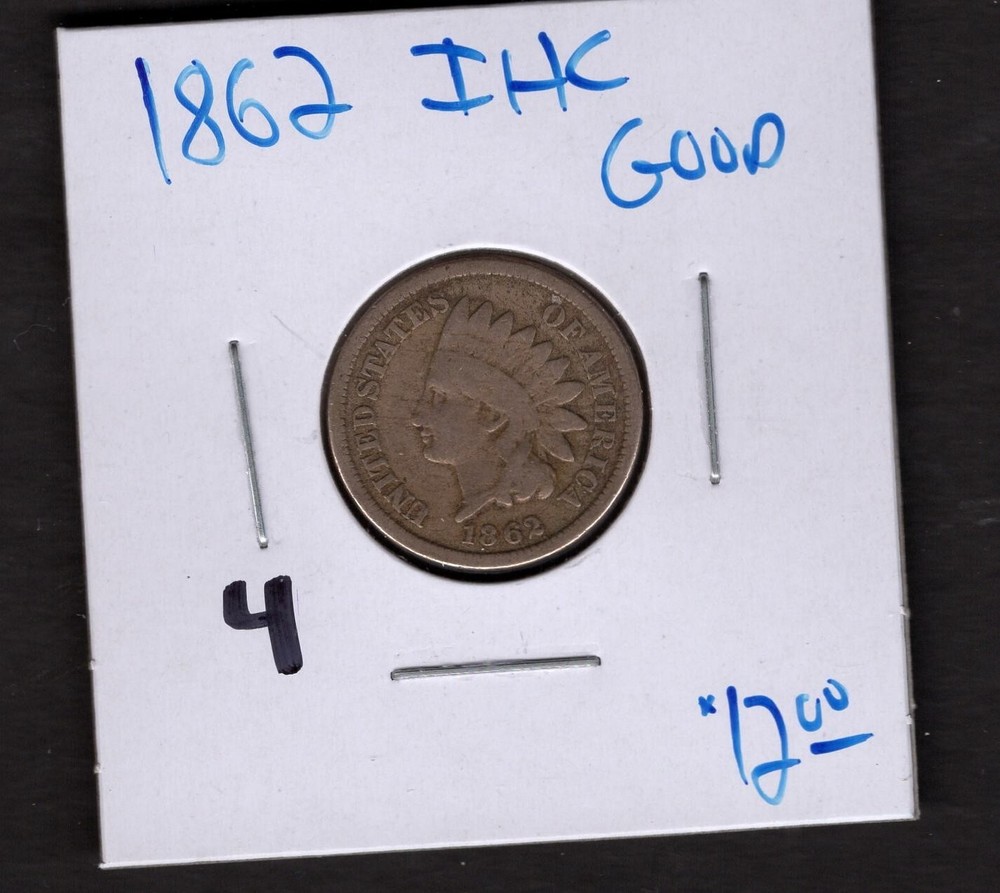 1862 IHC
GOOD
UNITED STATES OF AMERICA
1862
4
*12.00